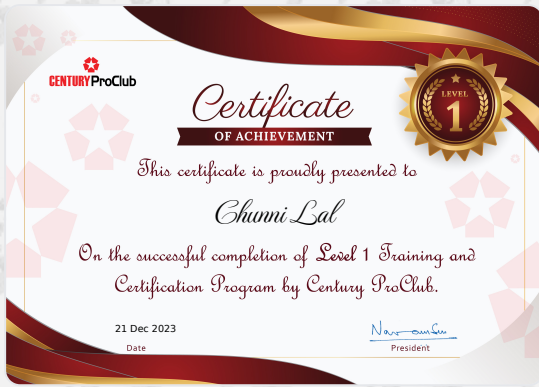 CENTURY ProClub
Certificate
OF ACHIEVEMENT
LEVEL
1
This certificate is proudly presented to
Chunni Lal
On the successful completion of Level 1 Training and
Certification Program by Century ProClub.
21 Dec 2023
Date
President